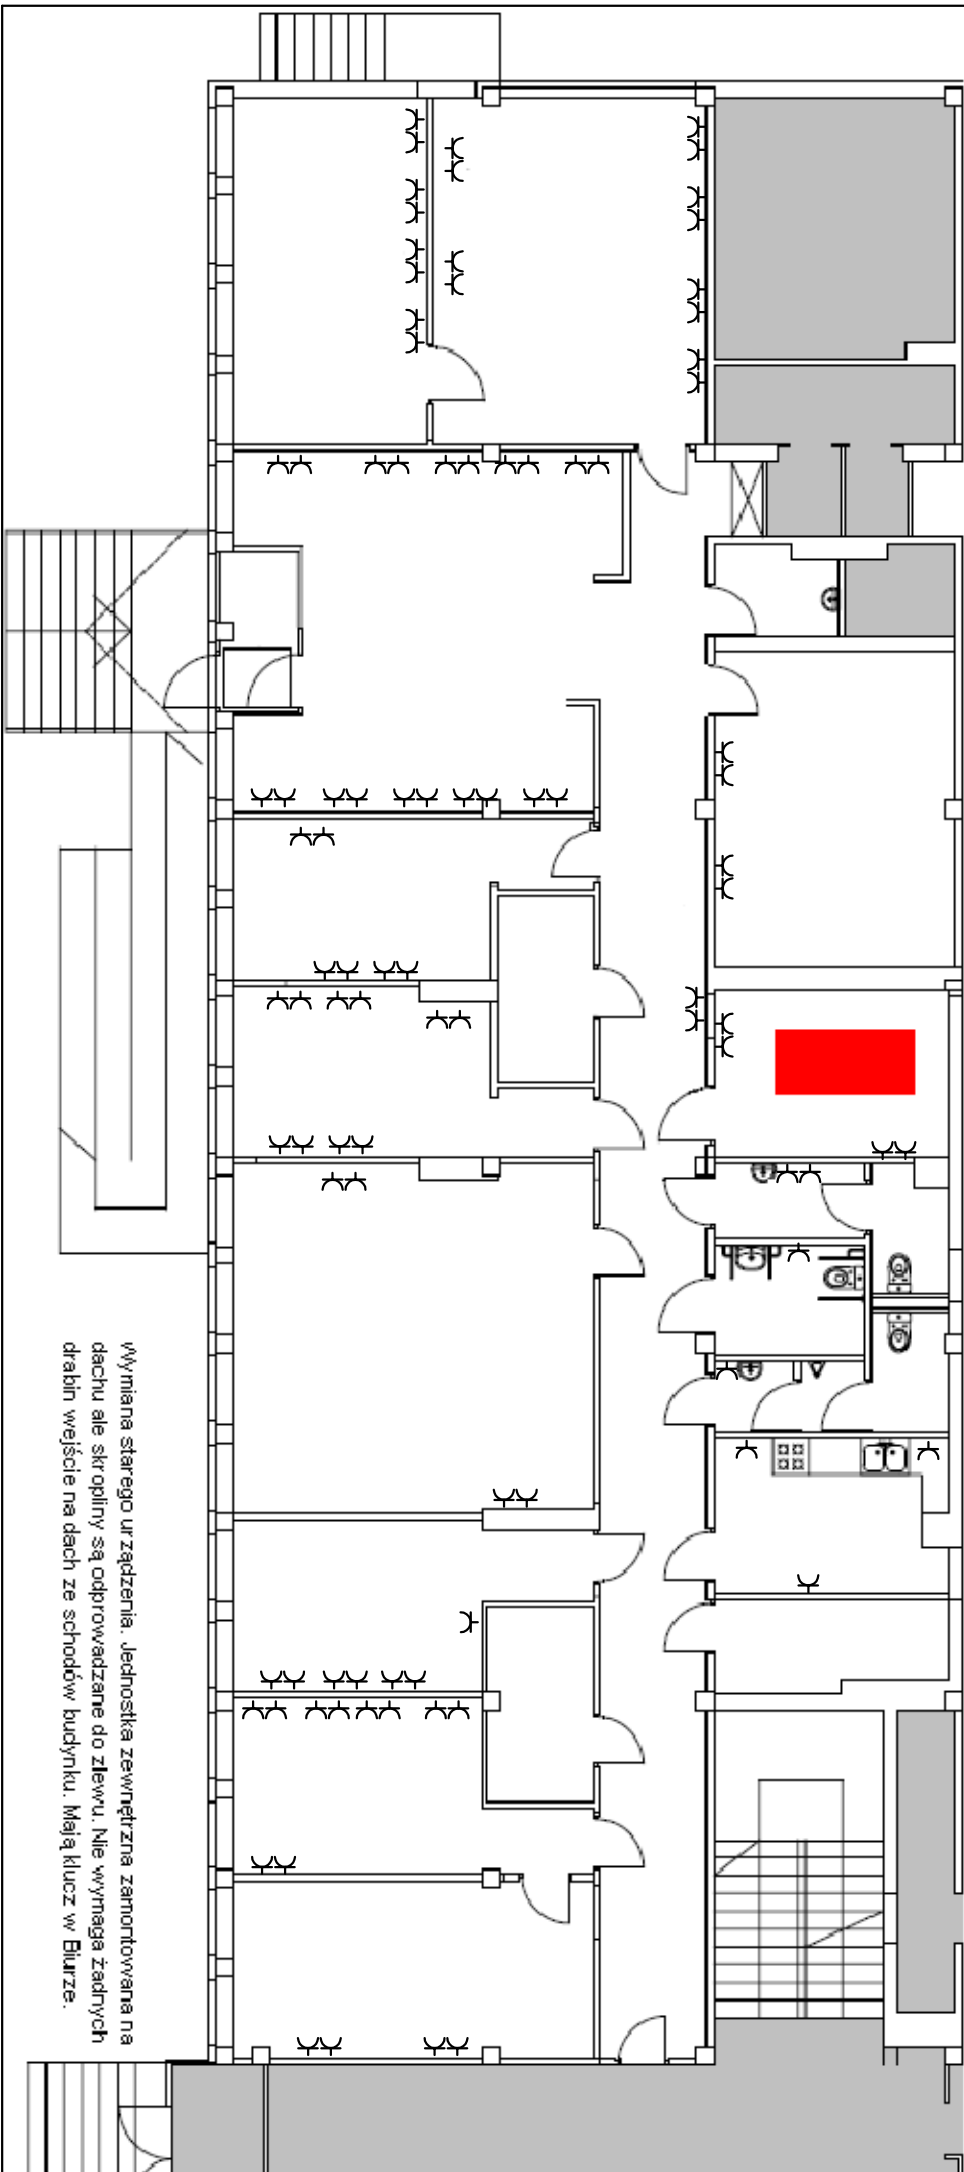 Wymiana starego urządzenia. Jednostka zewnętrzna zamontowana na
dachu ale skropliny są odprowadzane do zlewu. Nie wymaga żadnych
drabin wejście na dach ze schodów budynku. Mają klucz w Biurze.